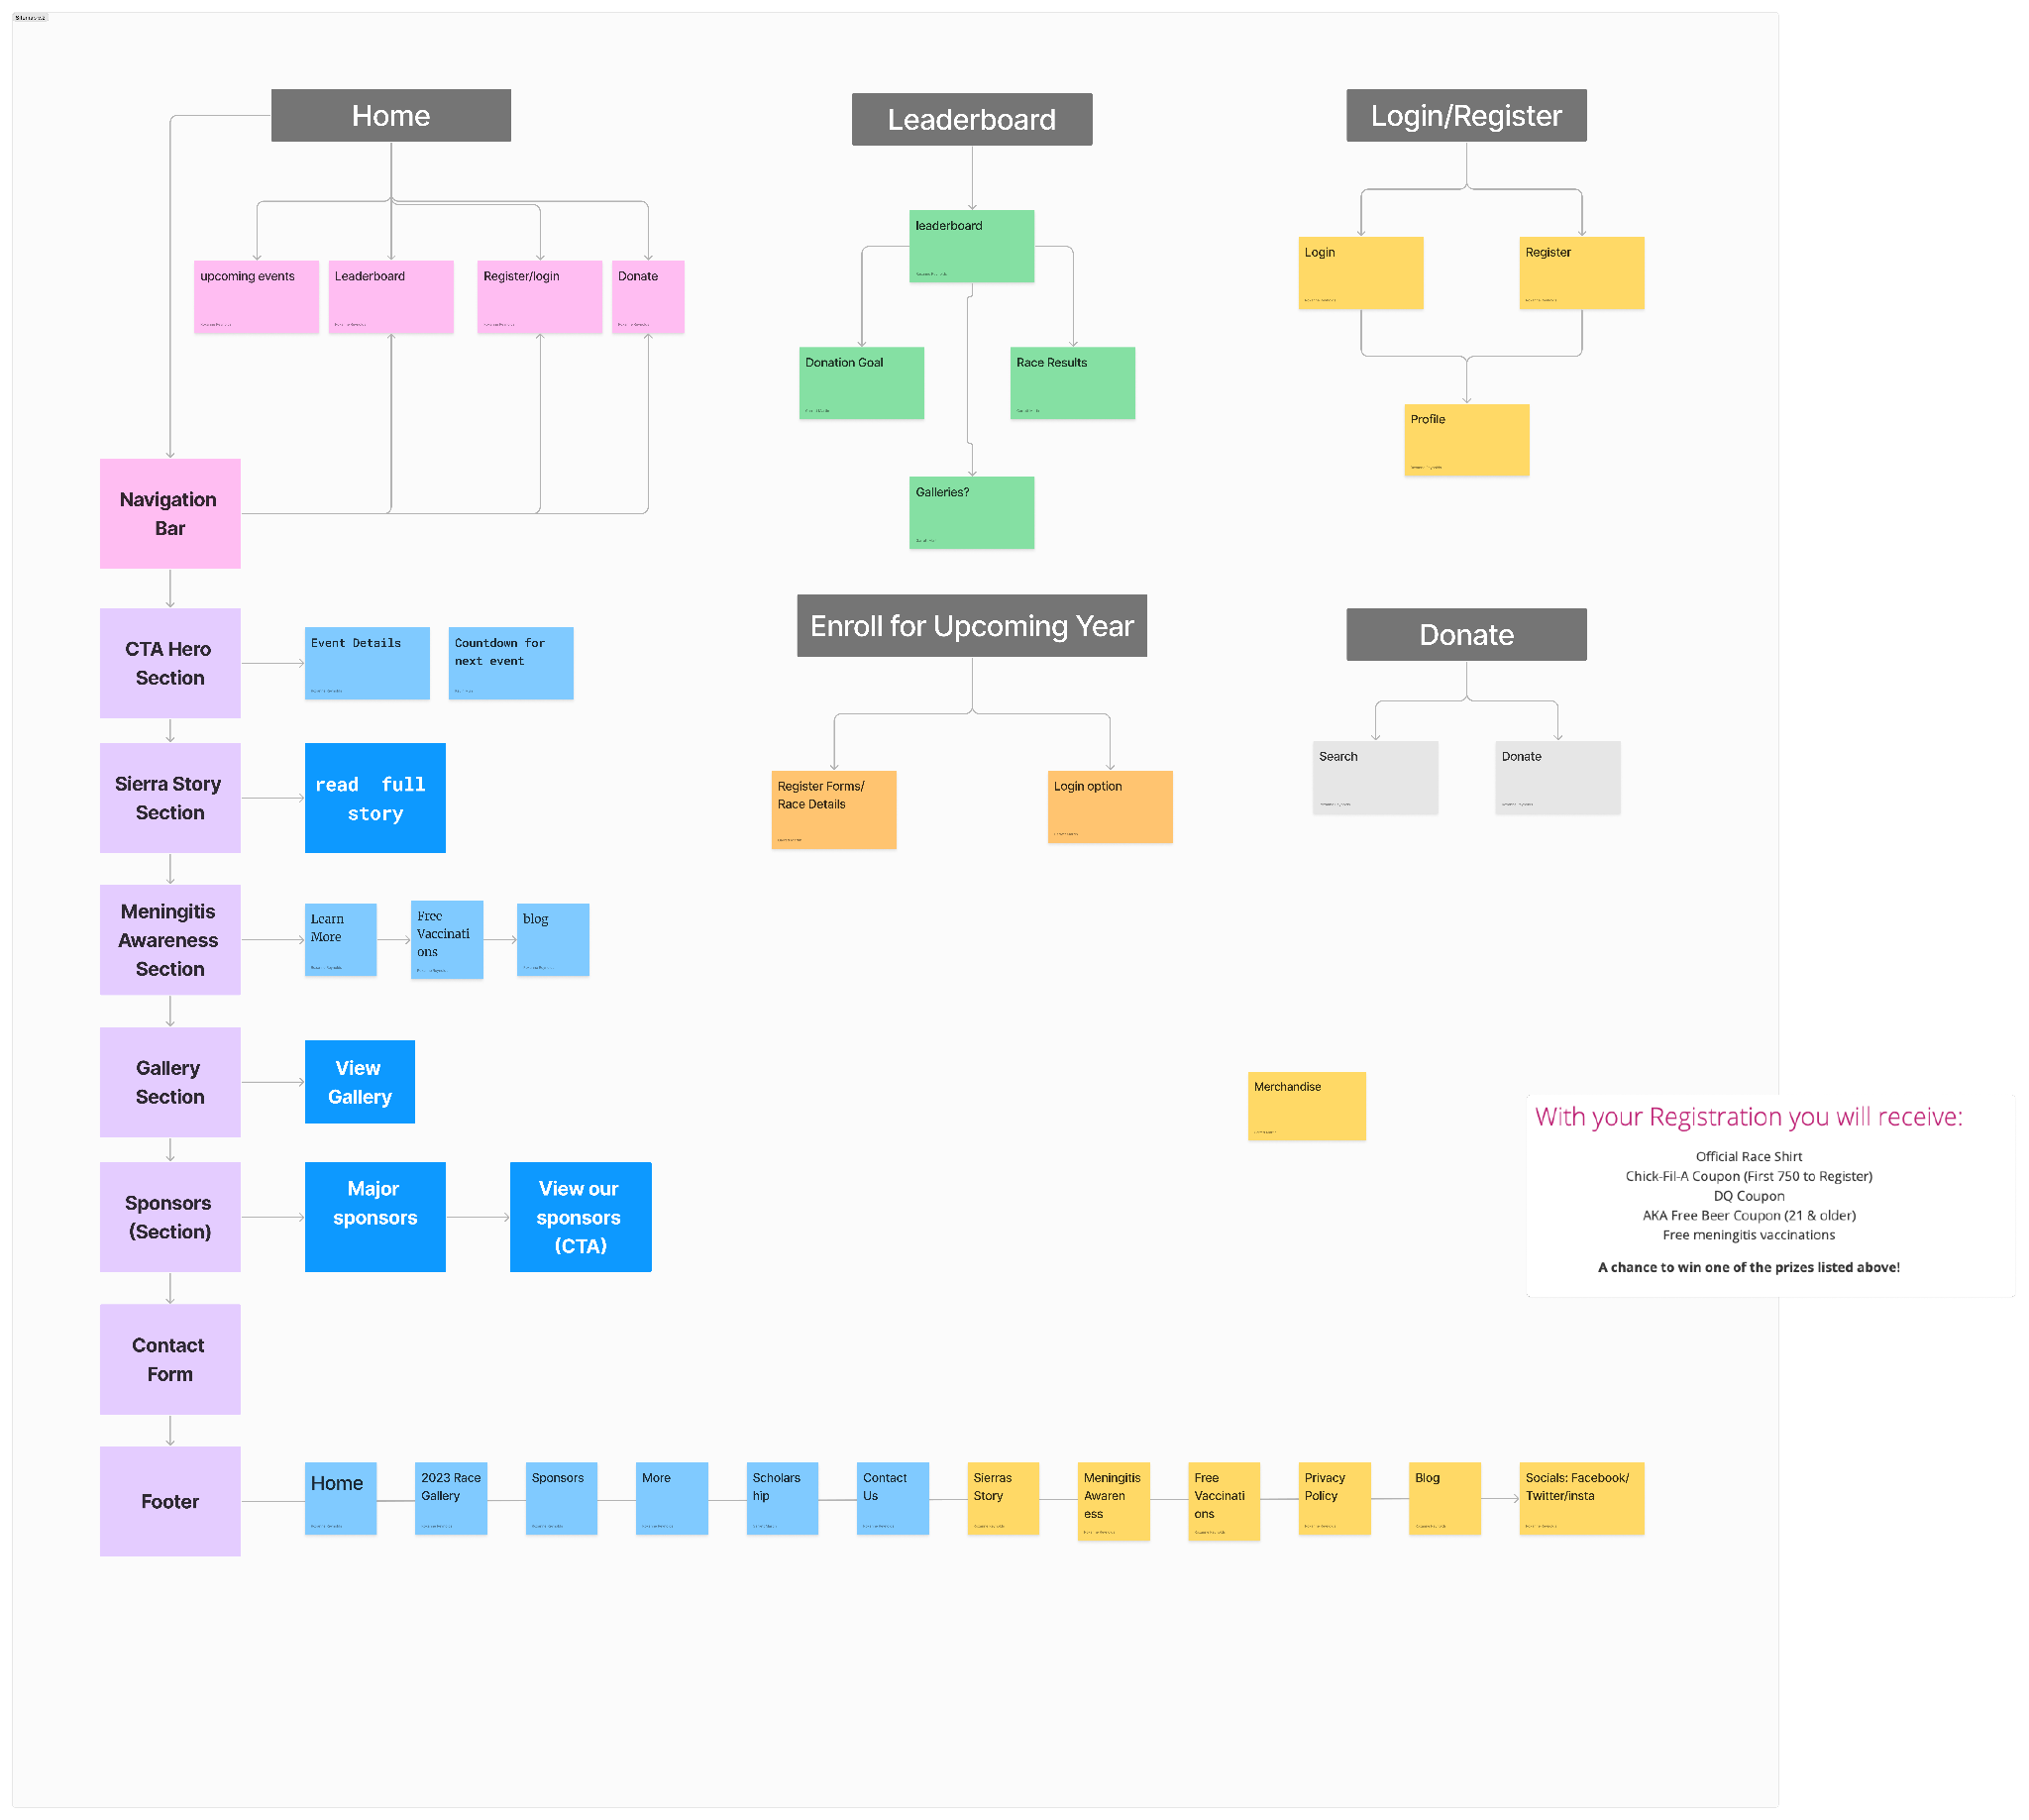 Home
Leaderboard
Login/Register
upcoming events
Leaderboard
Register/login
Donate
leaderboard
Donation Goal
Race Results
Galleries?
Login
Register
Profile
Navigation
Bar
CTA Hero
Section
Event Details
Countdown for
next event
Enroll for Upcoming Year
Register Forms/
Race Details
Login option
Donate
Search
Donate
Sierra Story
Section
read full
story
Meningitis
Awareness
Section
Learn
More
Free
Vaccinati
ons
blog
Gallery
Section
View
Gallery
Merchandise
With your Registration you will receive:
Official Race Shirt
Chick-Fil-A Coupon (First 750 to Register)
DQ Coupon
AKA Free Beer Coupon (21 & older)
Free meningitis vaccinations
A chance to win one of the prizes listed above!
Sponsors
(Section)
Major
sponsors
View our
sponsors
(CTA)
Contact
Form
Footer
Home
2023 Race
Gallery
Sponsors
More
Scholars
hip
Contact
Us
Sierras
Story
Meningitis
Awaren
ess
Free
Vaccinati
ons
Privacy
Policy
Blog
Socials: Facebook/
Twitter/insta